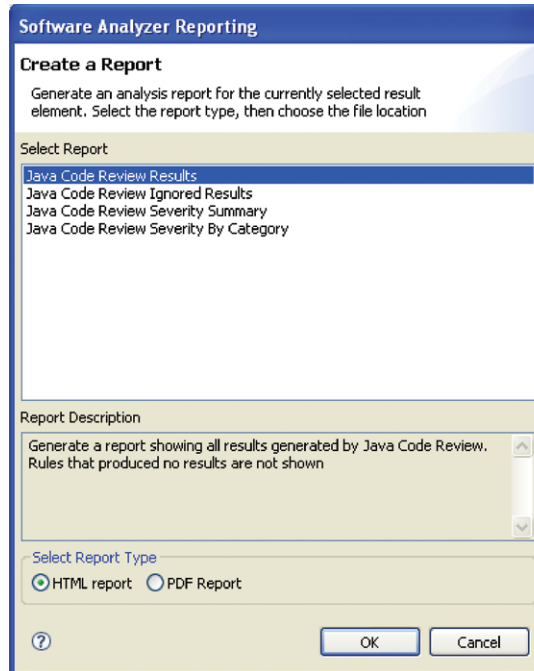 Software Analyzer Reporting
Create a Report
Generate an analysis report for the currently selected result
element. Select the report type, then choose the file location
Select Report
Java Code Review Results
Java Code Review Ignored Results
Java Code Review Severity Summary
Java Code Review Severity By Category
Report Description
Generate a report showing all results generated by Java Code Review.
Rules that produced no results are not shown
Select Report Type
HTML report PDF Report
?
OK Cancel